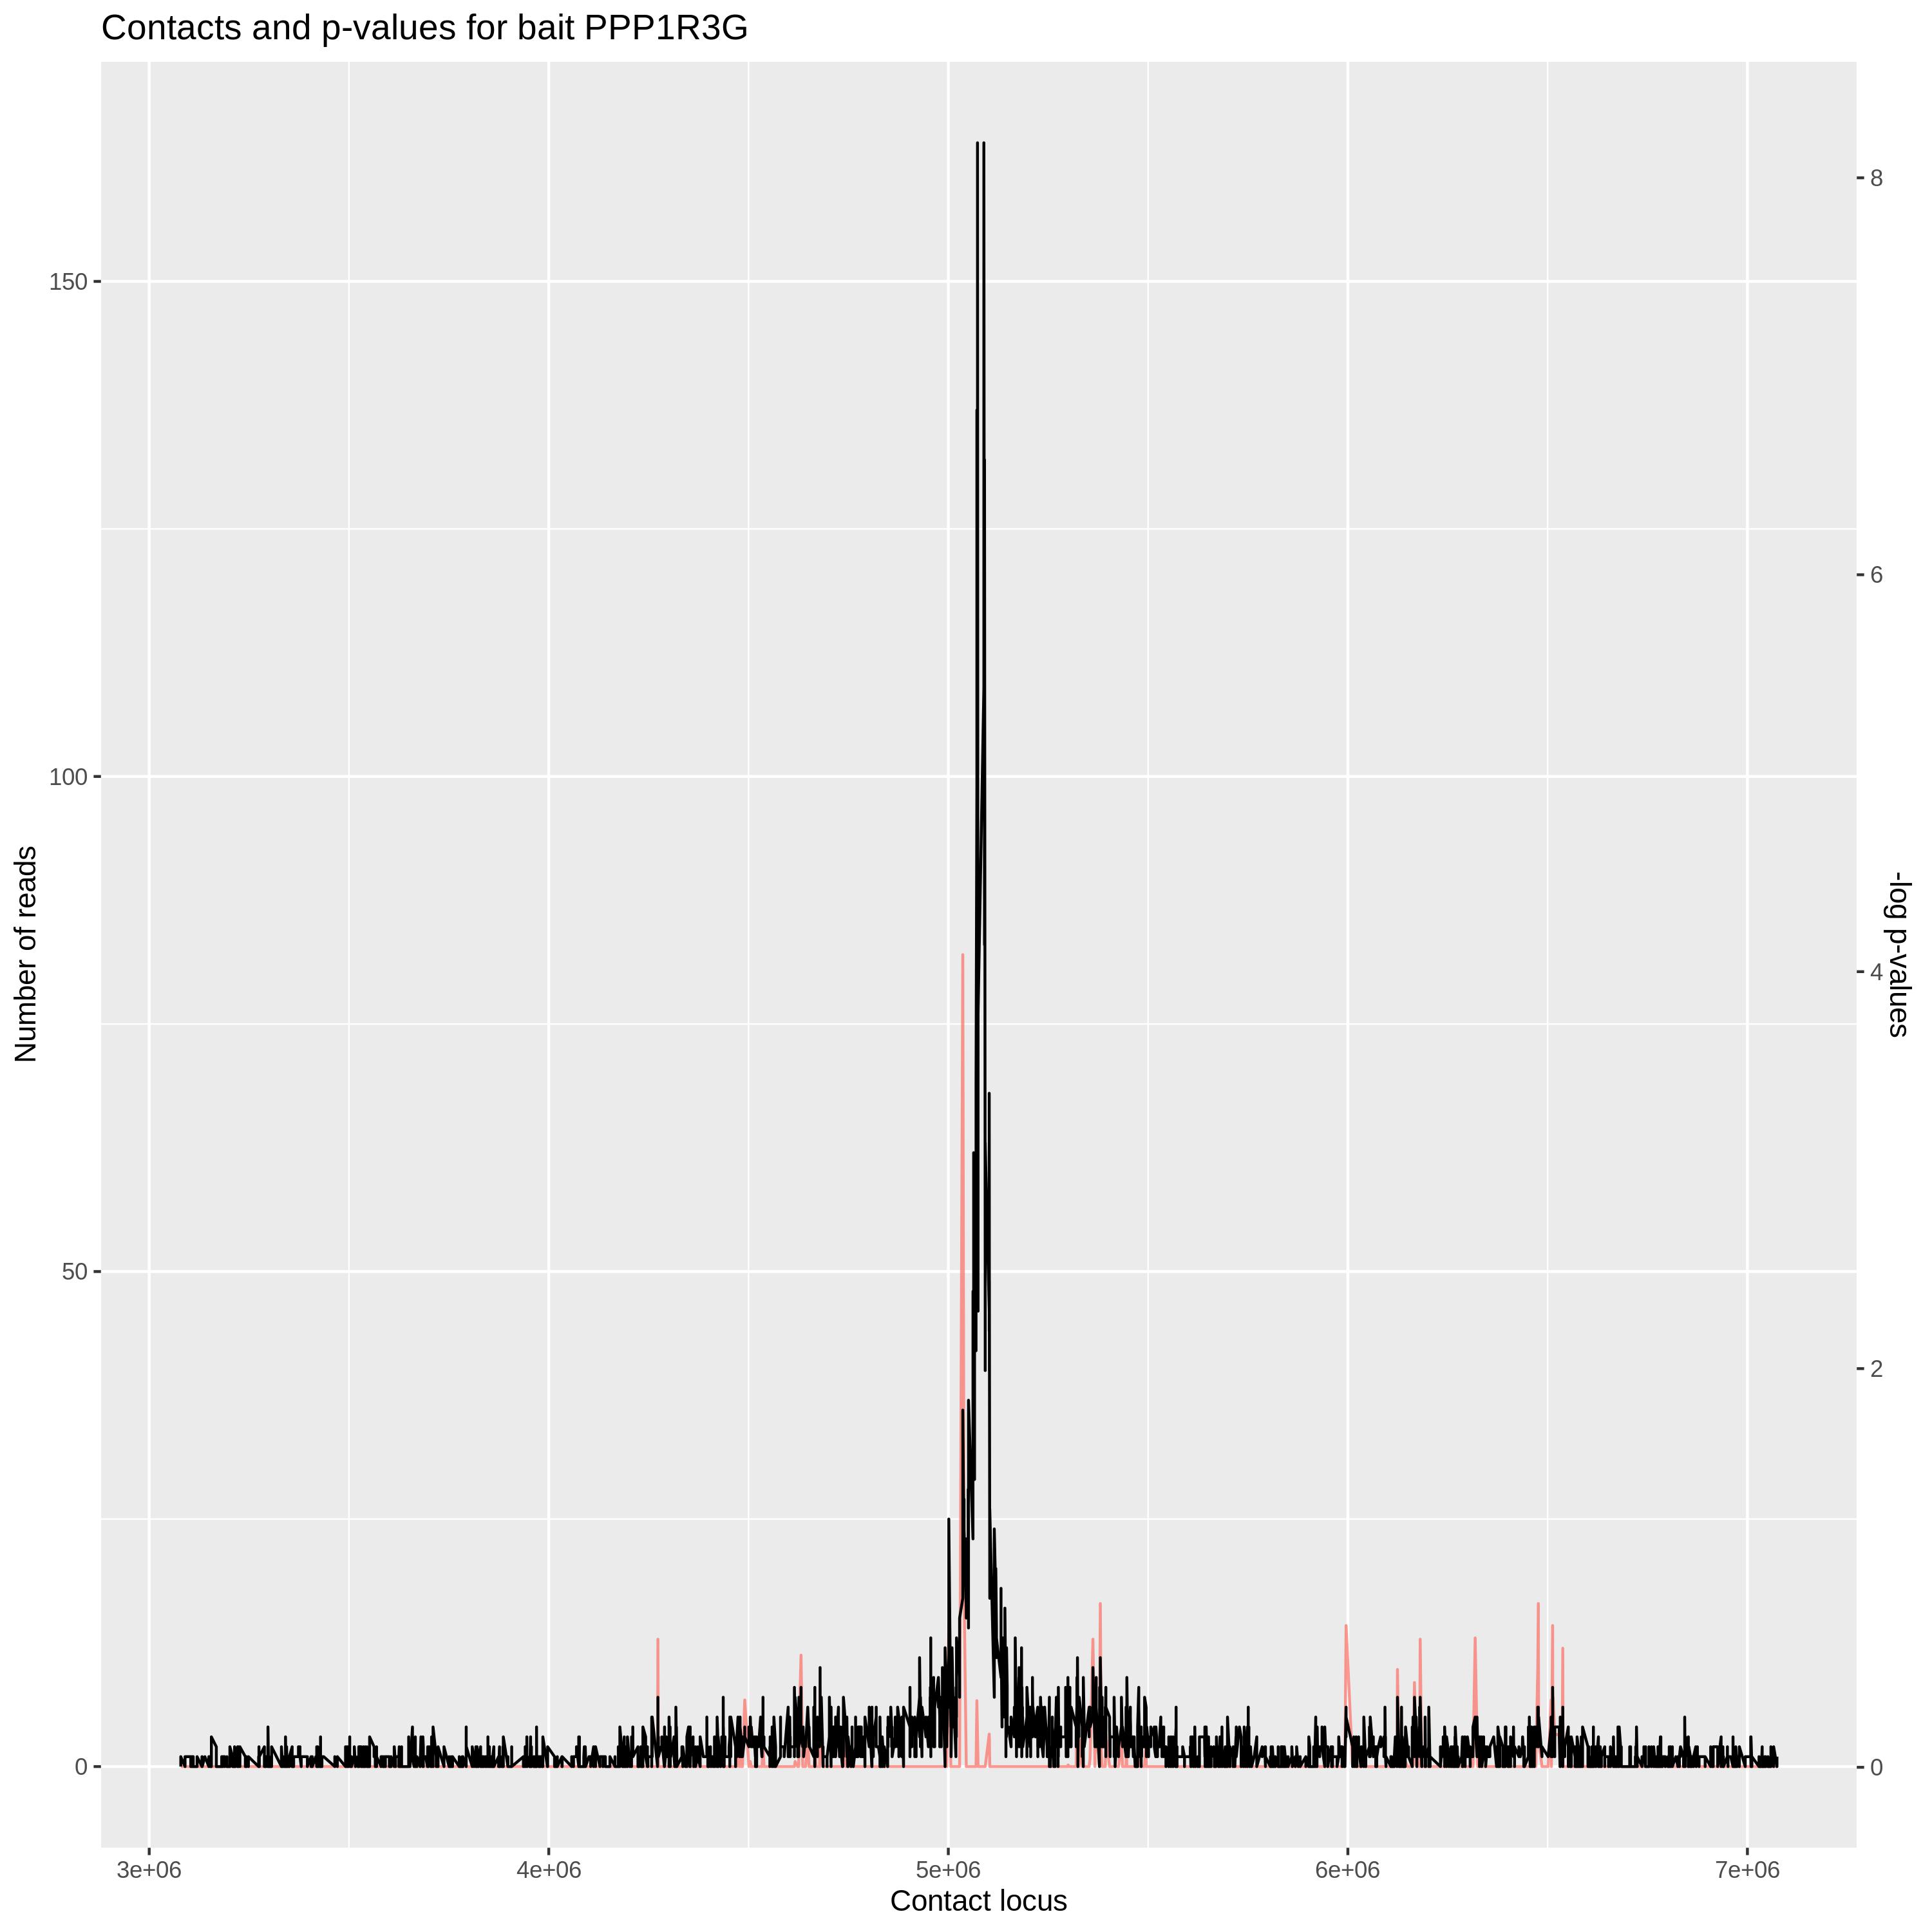 Contacts and p-values for bait PPP1R3G
150
100
50
0
Number of reads
8
6
4
2
0
-log p-values
3e+06
4e+06
5e+06
6e+06
7e+06
Contact locus